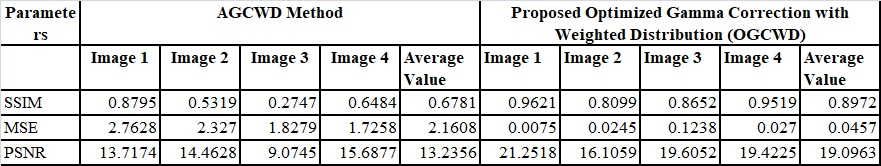 Paramete rs AGCWD Method Proposed Optimized Gamma Correction with Weighted Distribution (OGCWD)
Image 1 Image 2 Image 3 Image 4 Average Value Image 1 Image 2 Image 3 Image 4 Average Value
SSIM 0.8795 0.5319 0.2747 0.6484 0.6781 0.9621 0.8099 0.8652 0.9519 0.8972
MSE 2.7628 2.327 1.8279 1.7258 2.1608 0.0075 0.0245 0.1238 0.027 0.0457
PSNR 13.7174 14.4628 9.0745 15.6877 13.2356 21.2518 16.1059 19.6052 19.4225 19.0963